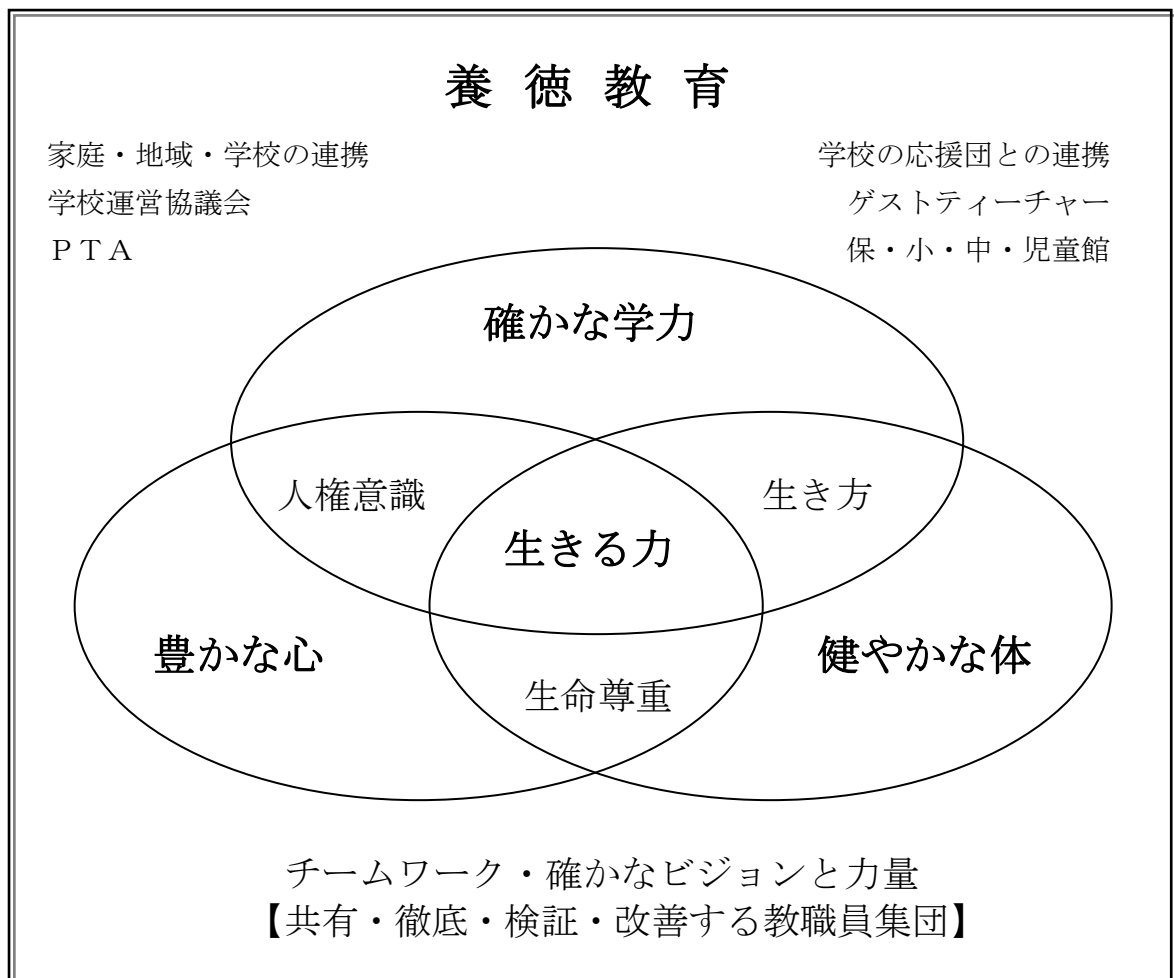 養 徳 教 育
家庭・地域・学校の連携
学校運営協議会
ＰＴＡ
学校の応援団との連携
ゲストティーチャー
保・小・中・児童館
確かな学力
人権意識
生き方
生きる力
豊かな心
健やかな体
生命尊重
チームワーク・確かなビジョンと力量
【共有・徹底・検証・改善する教職員集団】